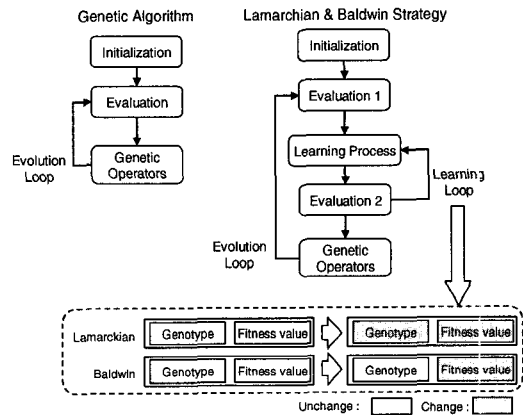 Genetic Algorithm
Initialization
Evaluation
Genetic
Operators
Evolution
Loop
Lamarchian & Baldwin Strategy
Initialization
Evaluation 1
Learning Process
Evaluation 2
Genetic
Operators
Evolution
Loop
Learning
Loop
Lamarckian Genotype Fitness value Genotype Fitness value
Baldwin Genotype Fitness value Genotype Fitness value
Unchange : Change :